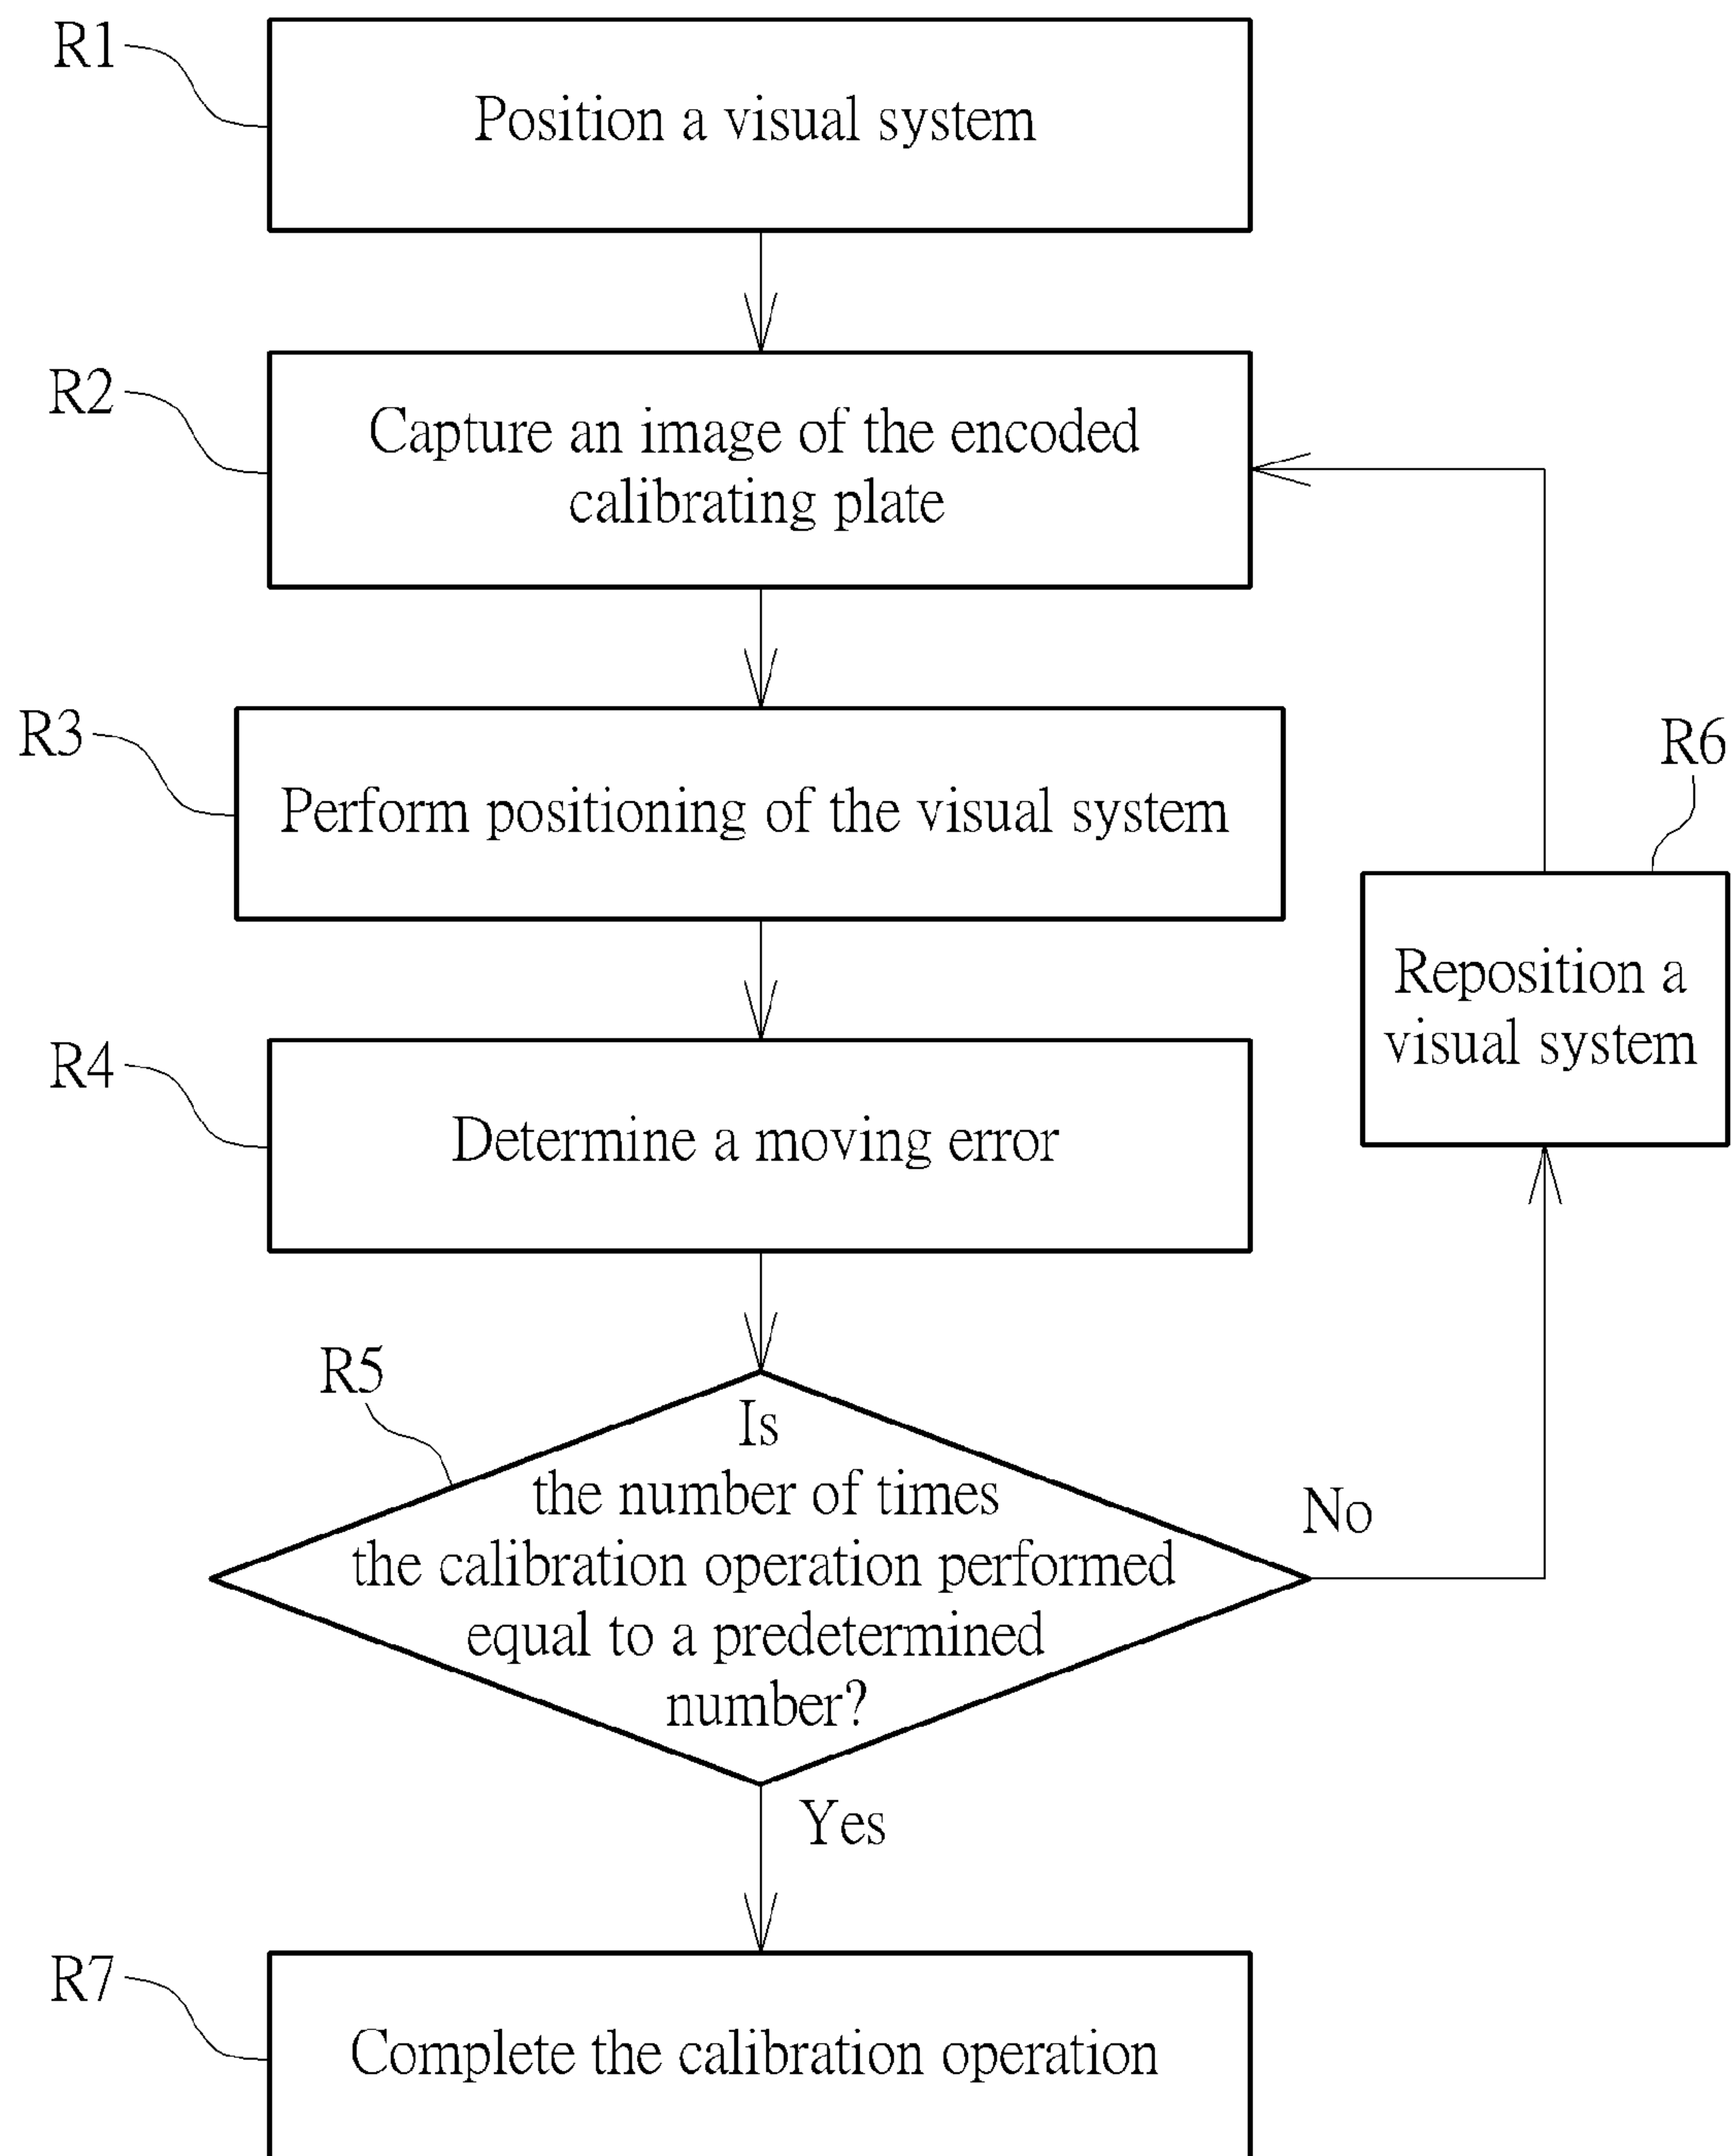 R1
Position a visual system
R2
Capture an image of the encoded
calibrating plate
R3
Perform positioning of the visual system
R6
Reposition a
visual system
R4
Determine a moving error
R5
Is
the number of times
the calibration operation performed
equal to a predetermined
number?
No
Yes
R7
Complete the calibration operation